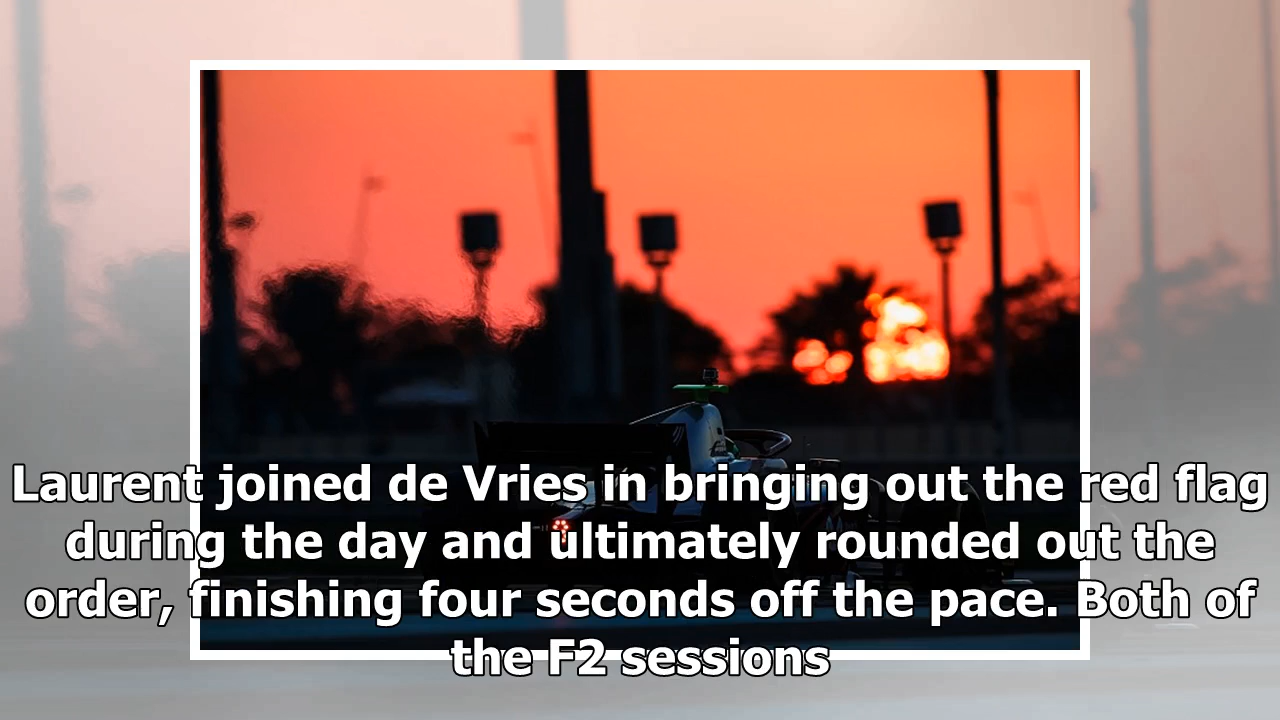 Laurent joined de Vries in bringing out the red flag
during the day and ultimately rounded out the
order, finishing four seconds off the pace. Both of
the F2 sessions